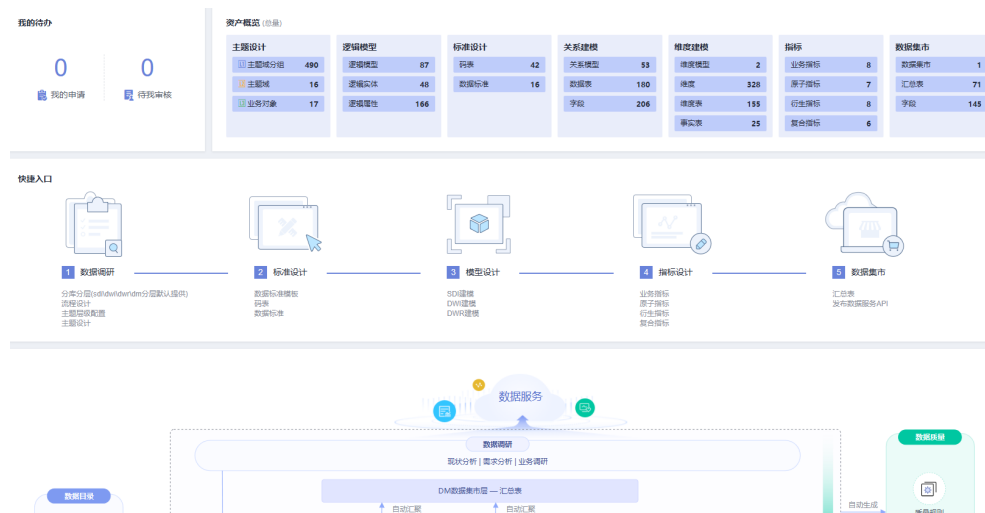 我的待办
0
我的申请
0
待我审核
资产概览 (总量)
主题设计
主题域分组 490
主题域 16
业务对象 17
逻辑模型
逻辑模型 87
逻辑实体 48
逻辑属性 166
标准设计
码表 42
数据标准 16
关系建模
关系模型 53
数据表 180
字段 206
维度建模
维度模型 2
维度 328
维度表 155
事实表 25
指标
业务指标 8
原子指标 7
衍生指标 8
复合指标 6
数据集市
数据集市 1
汇总表 71
字段 145
快捷入口
1 数据调研
分库分层(sdi\dwi\dwr\dm分层默认提供)
流程设计
主题层级配置
主题设计
2 标准设计
数据标准模板
码表
数据标准
3 模型设计
SDI建模
DWI建模
DWR建模
4 指标设计
业务指标
原子指标
衍生指标
复合指标
5 数据集市
汇总表
发布数据服务API
数据服务
数据调研
现状分析 | 需求分析 | 业务调研
DM数据集市层 — 汇总表
自动汇聚
自动汇聚
数据目录
数据质量
自动生成